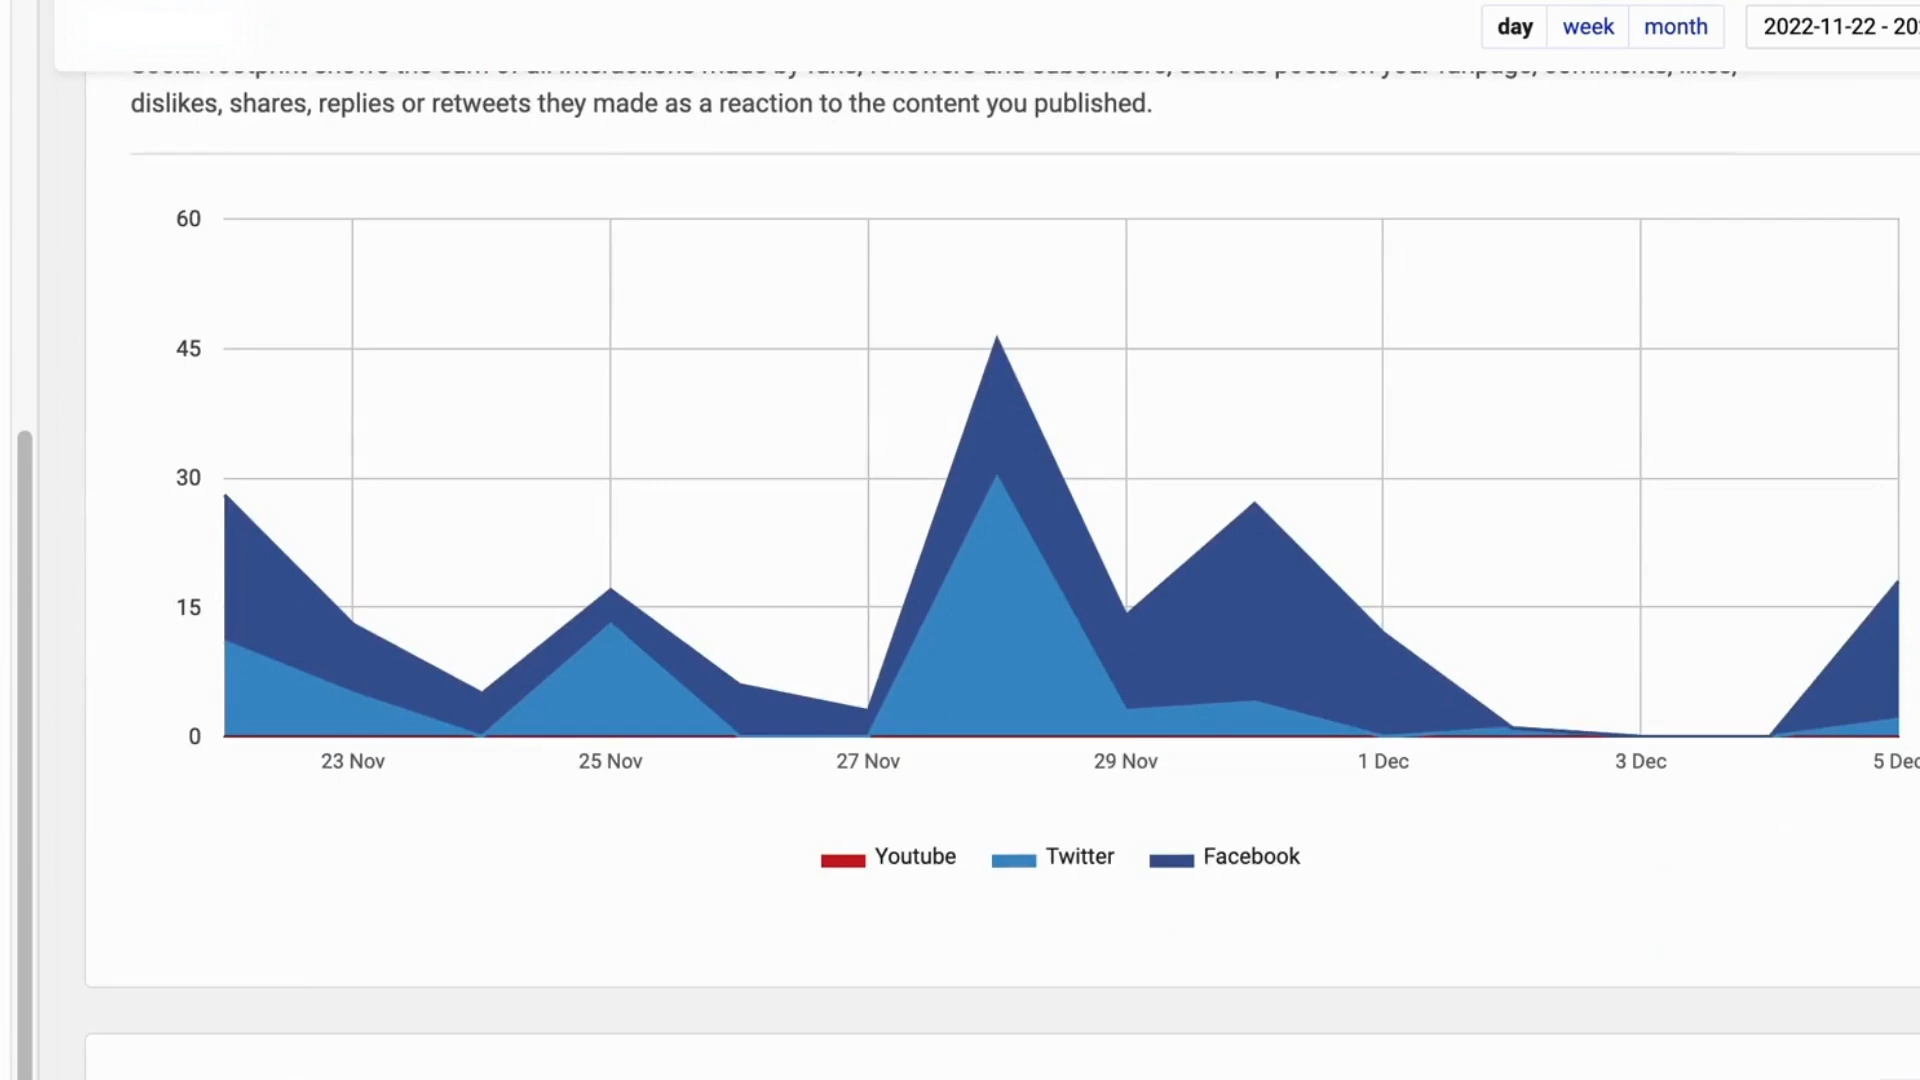 day week month 2022-11-22 - 20
dislikes, shares, replies or retweets they made as a reaction to the content you published.
60
45
30
15
0
23 Nov 25 Nov 27 Nov 29 Nov 1 Dec 3 Dec 5 Dec
Youtube Twitter Facebook